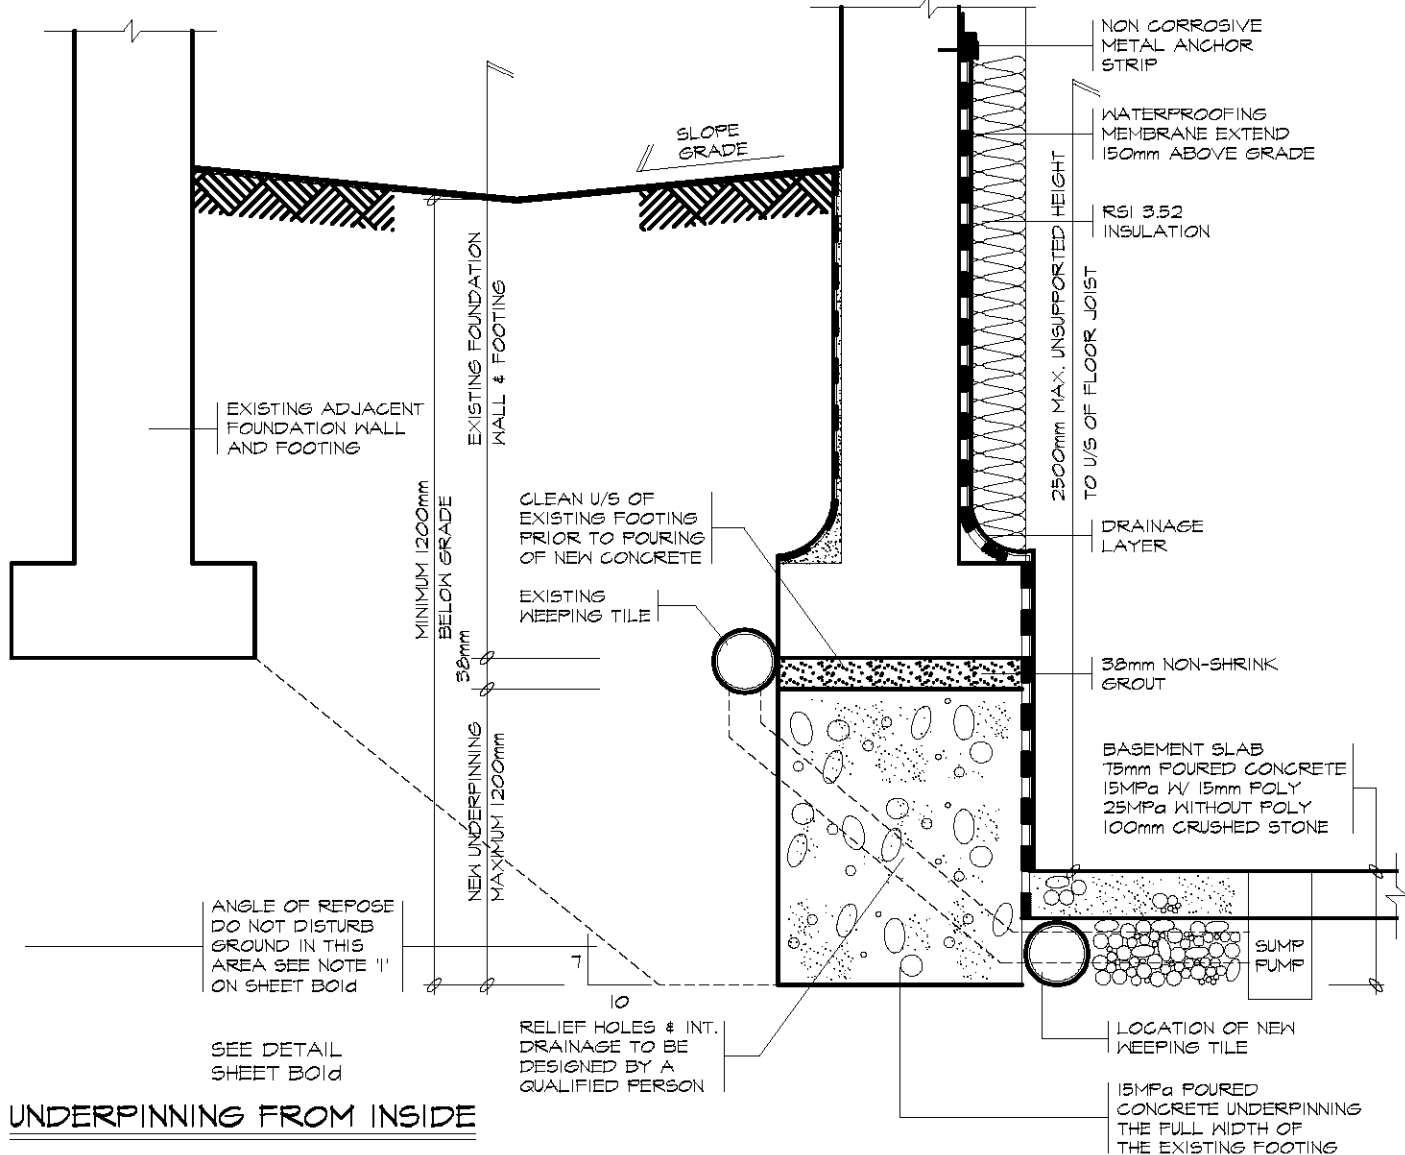 NON CORROSIVE
METAL ANCHOR
STRIP
SLOPE
GRADE
WATERPROOFING
MEMBRANE EXTEND
150mm ABOVE GRADE
RSI 3.52
INSULATION
2500mm MAX. UNSUPPORTED HEIGHT
TO U/S OF FLOOR JOIST
EXISTING FOUNDATION
WALL & FOOTING
EXISTING ADJACENT
FOUNDATION WALL
AND FOOTING
MINIMUM 1200mm
BELOW GRADE
CLEAN U/S OF
EXISTING FOOTING
PRIOR TO POURING
OF NEW CONCRETE
DRAINAGE
LAYER
EXISTING
WEEPING TILE
38mm
38mm NON-SHRINK
GROUT
NEW UNDERPINNING
MAXIMUM 1200mm
BASEMENT SLAB
75mm POURED CONCRETE
15MPa W/ 15mm POLY
25MPa WITHOUT POLY
100mm CRUSHED STONE
ANGLE OF REPOSE
DO NOT DISTURB
GROUND IN THIS
AREA SEE NOTE '1'
ON SHEET B01d
7
10
SUMP
PUMP
RELIEF HOLES & INT.
DRAINAGE TO BE
DESIGNED BY A
QUALIFIED PERSON
LOCATION OF NEW
WEEPING TILE
SEE DETAIL
SHEET B01d
15MPa POURED
CONCRETE UNDERPINNING
THE FULL WIDTH OF
THE EXISTING FOOTING
UNDERPINNING FROM INSIDE